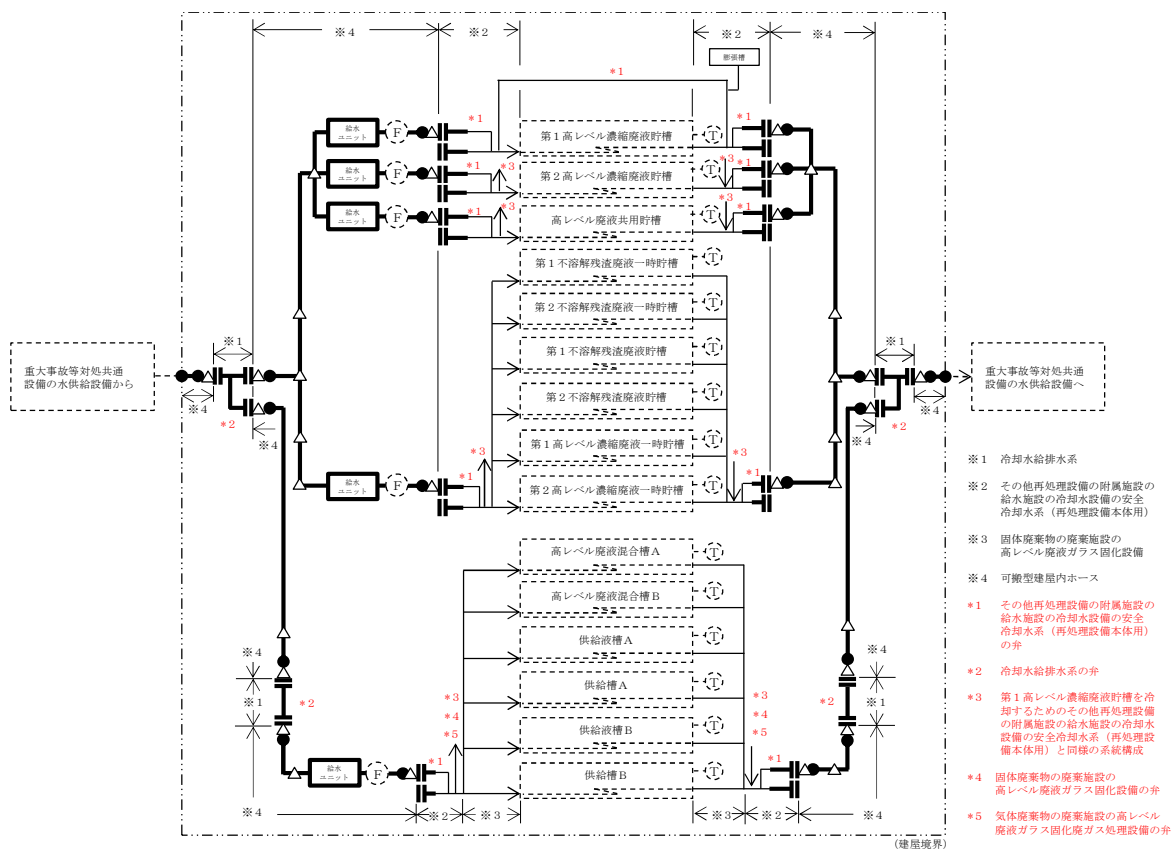 ※4
※2
※2
※4
膨張槽
*1
給水
ユニット
F
*1
第1高レベル濃縮廃液貯槽
T
*1
給水
ユニット
F
*1
*3
第2高レベル濃縮廃液貯槽
T
*3
*1
給水
ユニット
F
*1
*3
高レベル廃液共用貯槽
T
*3
*1
第1不溶解残渣廃液一時貯槽
T
第2不溶解残渣廃液一時貯槽
T
第1不溶解残渣廃液貯槽
T
第2不溶解残渣廃液貯槽
T
第1高レベル濃縮廃液一時貯槽
T
*3
*3
給水
ユニット
F
*1
第2高レベル濃縮廃液一時貯槽
T
*1
重大事故等対処共通
設備の水供給設備から
※1
※4
*2
※4
※1
※4
*2
※4
重大事故等対処共通
設備の水供給設備へ
高レベル廃液混合槽A
T
高レベル廃液混合槽B
T
供給液槽A
T
供給槽A
T
供給液槽B
T
供給槽B
T
※4
※1
*2
※4
*3
*4
*5
給水
ユニット
F
*1
※2
※3
*3
*4
*5
*1
※3
※2
※4
※4
※1
*2
(建屋境界)
※1 冷却水給排水系
※2 その他再処理設備の附属施設の
給水施設の冷却水設備の安全
冷却水系(再処理設備本体用)
※3 固体廃棄物の廃棄施設の
高レベル廃液ガラス固化設備
※4 可搬型建屋内ホース
*1 その他再処理設備の附属施設の
給水施設の冷却水設備の安全
冷却水系(再処理設備本体用)
の弁
*2 冷却水給排水系の弁
*3 第1高レベル濃縮廃液貯槽を冷
却するためのその他再処理設備
の附属施設の給水施設の冷却水
設備の安全冷却水系(再処理設
備本体用)と同様の系統構成
*4 固体廃棄物の廃棄施設の
高レベル廃液ガラス固化設備の弁
*5 気体廃棄物の廃棄施設の高レベル
廃液ガラス固化廃ガス処理設備の弁